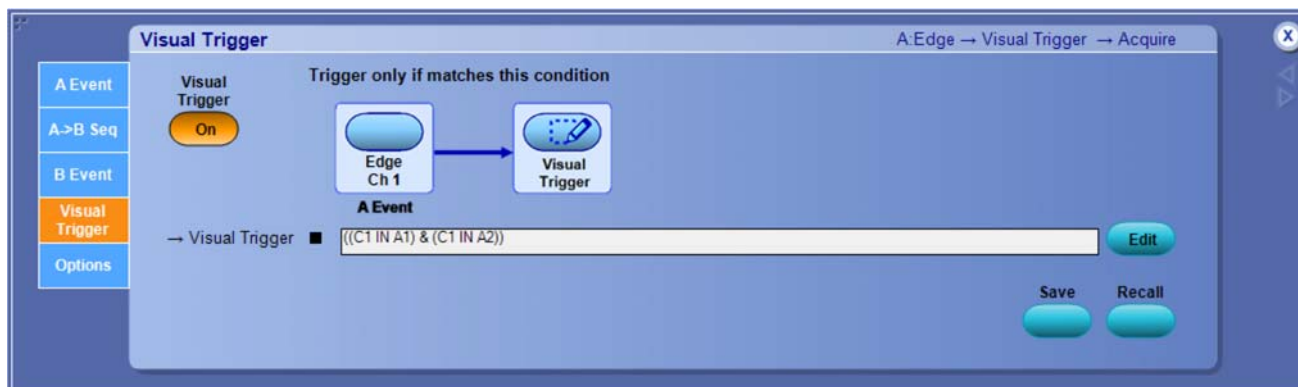 Visual Trigger
A:Edge → Visual Trigger → Acquire
X
A Event
A->B Seq
B Event
Visual
Trigger
Options
Visual
Trigger
On
Trigger only if matches this condition
Edge
Ch 1
A Event
Visual
Trigger
→ Visual Trigger
((C1 IN A1) & (C1 IN A2))
Edit
Save
Recall